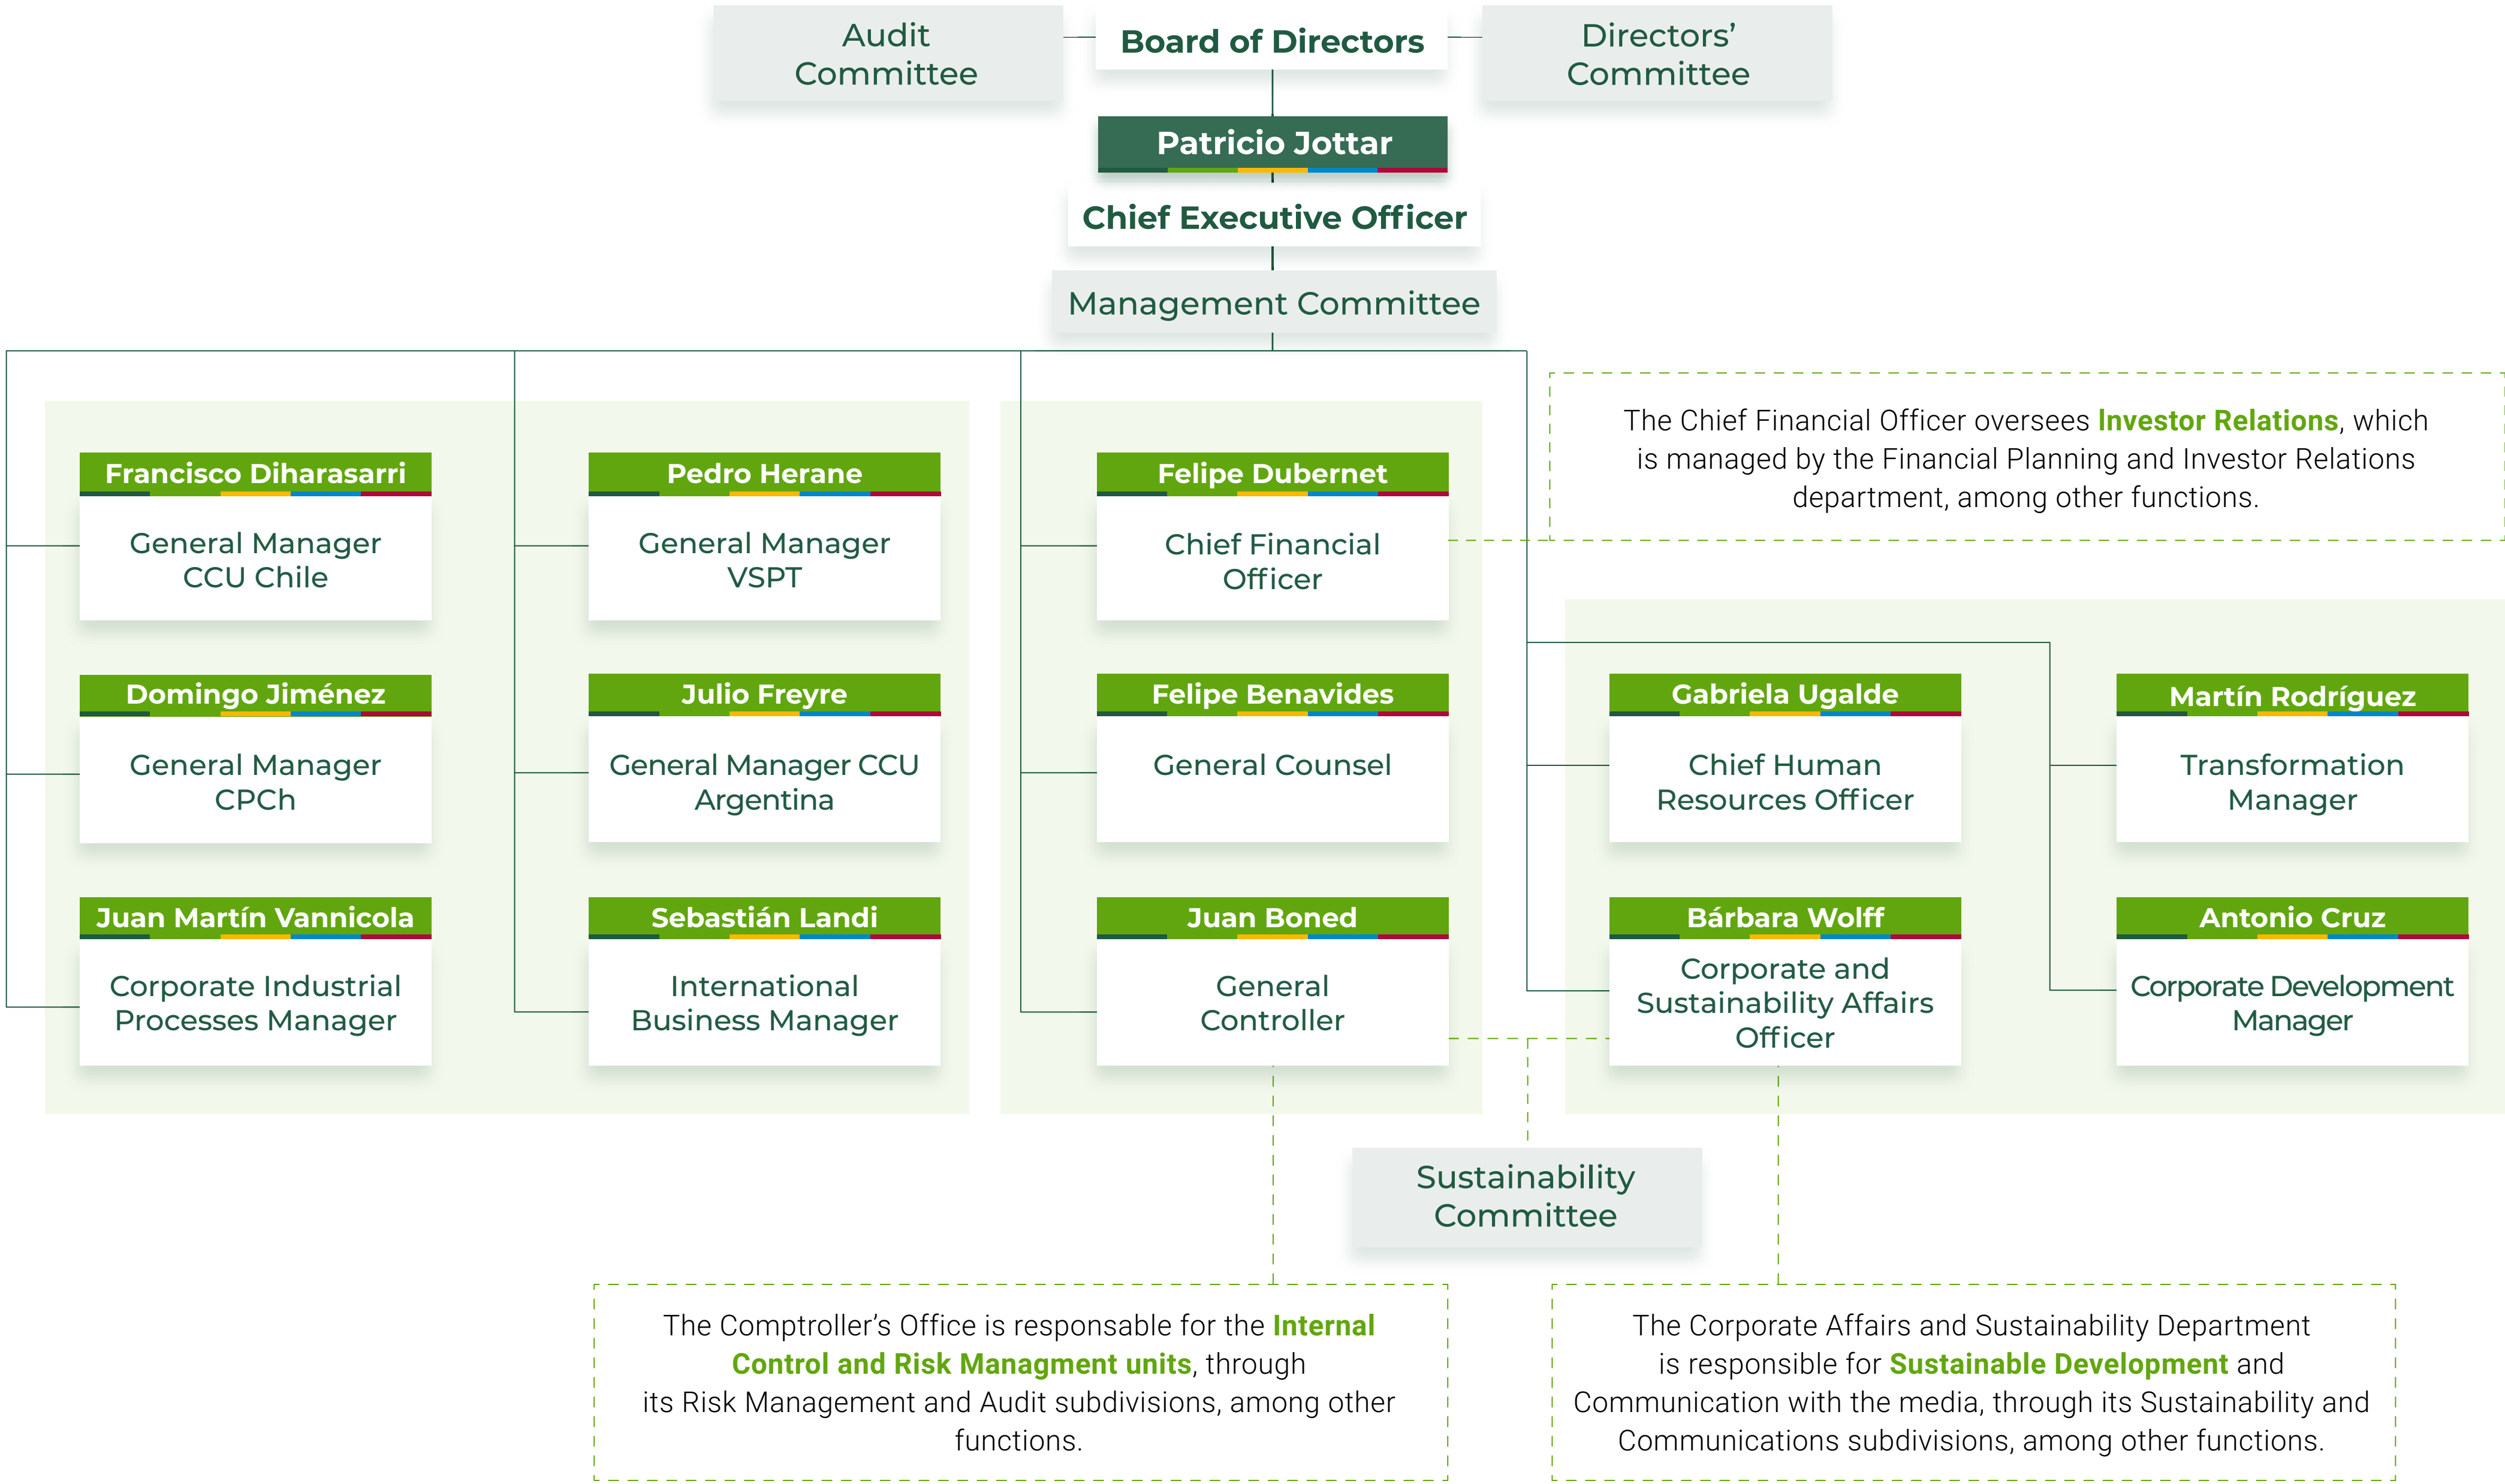 Audit
Committee
Board of Directors
Directors’
Committee
Patricio Jottar
Chief Executive Officer
Management Committee
The Chief Financial Officer oversees Investor Relations, which
is managed by the Financial Planning and Investor Relations
department, among other functions.
Francisco Diharasarri
General Manager
CCU Chile
Pedro Herane
General Manager
VSPT
Felipe Dubernet
Chief Financial
Officer
Domingo Jiménez
General Manager
CPCh
Julio Freyre
General Manager CCU
Argentina
Felipe Benavides
General Counsel
Gabriela Ugalde
Chief Human
Resources Officer
Martín Rodríguez
Transformation
Manager
Juan Martín Vannicola
Corporate Industrial
Processes Manager
Sebastián Landi
International
Business Manager
Juan Boned
General
Controller
Bárbara Wolff
Corporate and
Sustainability Affairs
Officer
Antonio Cruz
Corporate Development
Manager
Sustainability
Committee
The Comptroller’s Office is responsable for the Internal
Control and Risk Managment units, through
its Risk Management and Audit subdivisions, among other
functions.
The Corporate Affairs and Sustainability Department
is responsible for Sustainable Development and
Communication with the media, through its Sustainability and
Communications subdivisions, among other functions.